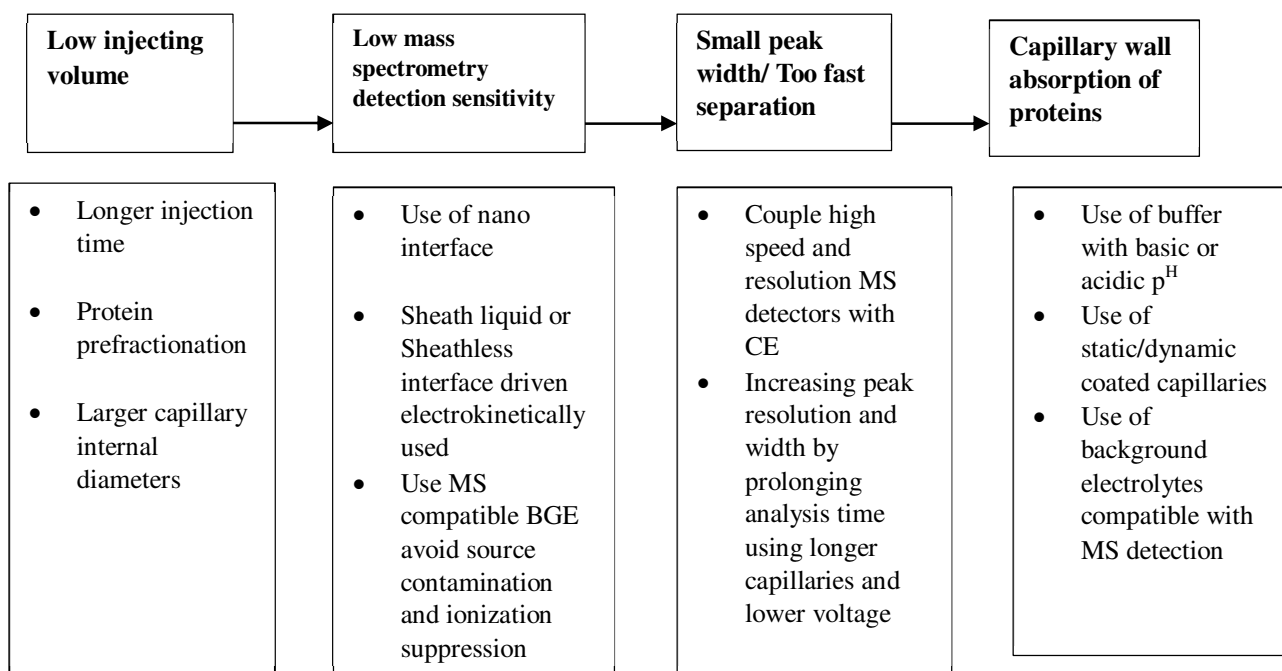 Low injecting
volume
Low mass
spectrometry
detection sensitivity
Small peak
width/ Too fast
separation
Capillary wall
absorption of
proteins
• Longer injection
time
• Protein
prefractionation
• Larger capillary
internal
diameters
• Use of nano
interface
• Sheath liquid or
Sheathless
interface driven
electrokinetically
used
• Use MS
compatible BGE
avoid source
contamination
and ionization
suppression
• Couple high
speed and
resolution MS
detectors with
CE
• Increasing peak
resolution and
width by
prolonging
analysis time
using longer
capillaries and
lower voltage
• Use of buffer
with basic or
acidic p^H
• Use of
static/dynamic
coated capillaries
• Use of
background
electrolytes
compatible with
MS detection